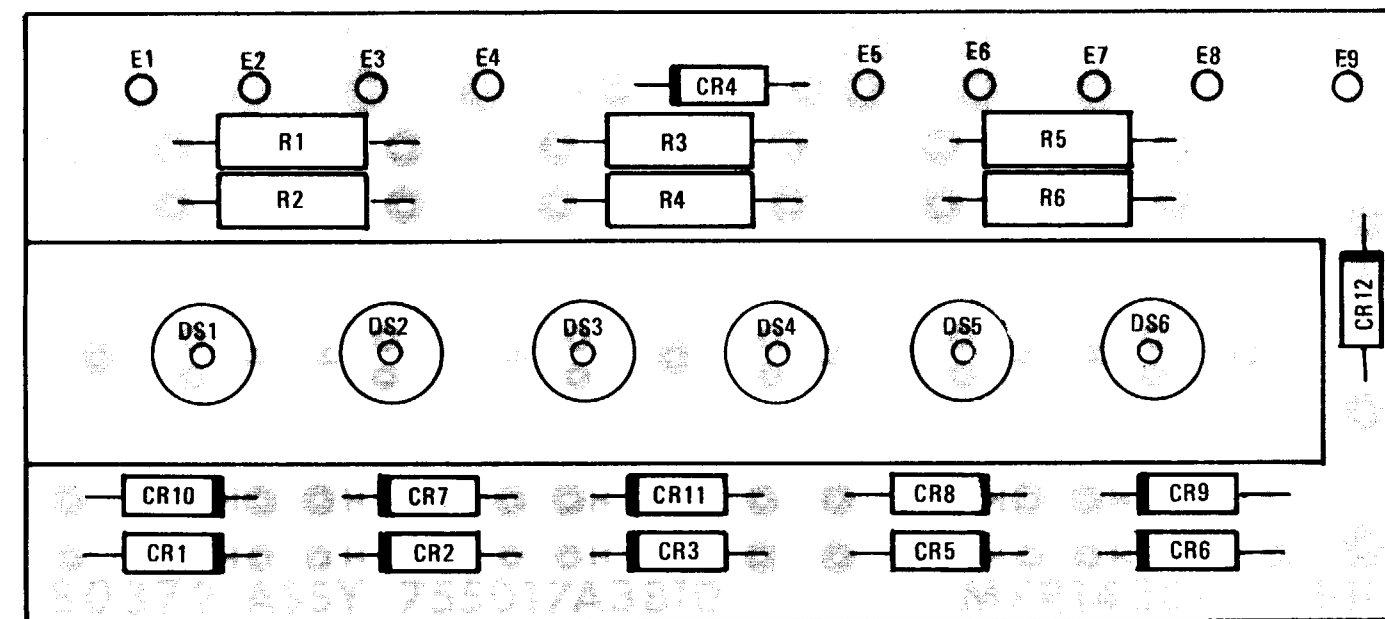 E1 E2 E3 E4 E5 E6 E7 E8 E9
CR4
R1 R3 R5
R2 R4 R6
CR12
DS1 DS2 DS3 DS4 DS5 DS6
CR10 CR7 CR11 CR8 CR9
CR1 CR2 CR3 CR5 CR6
ASSY